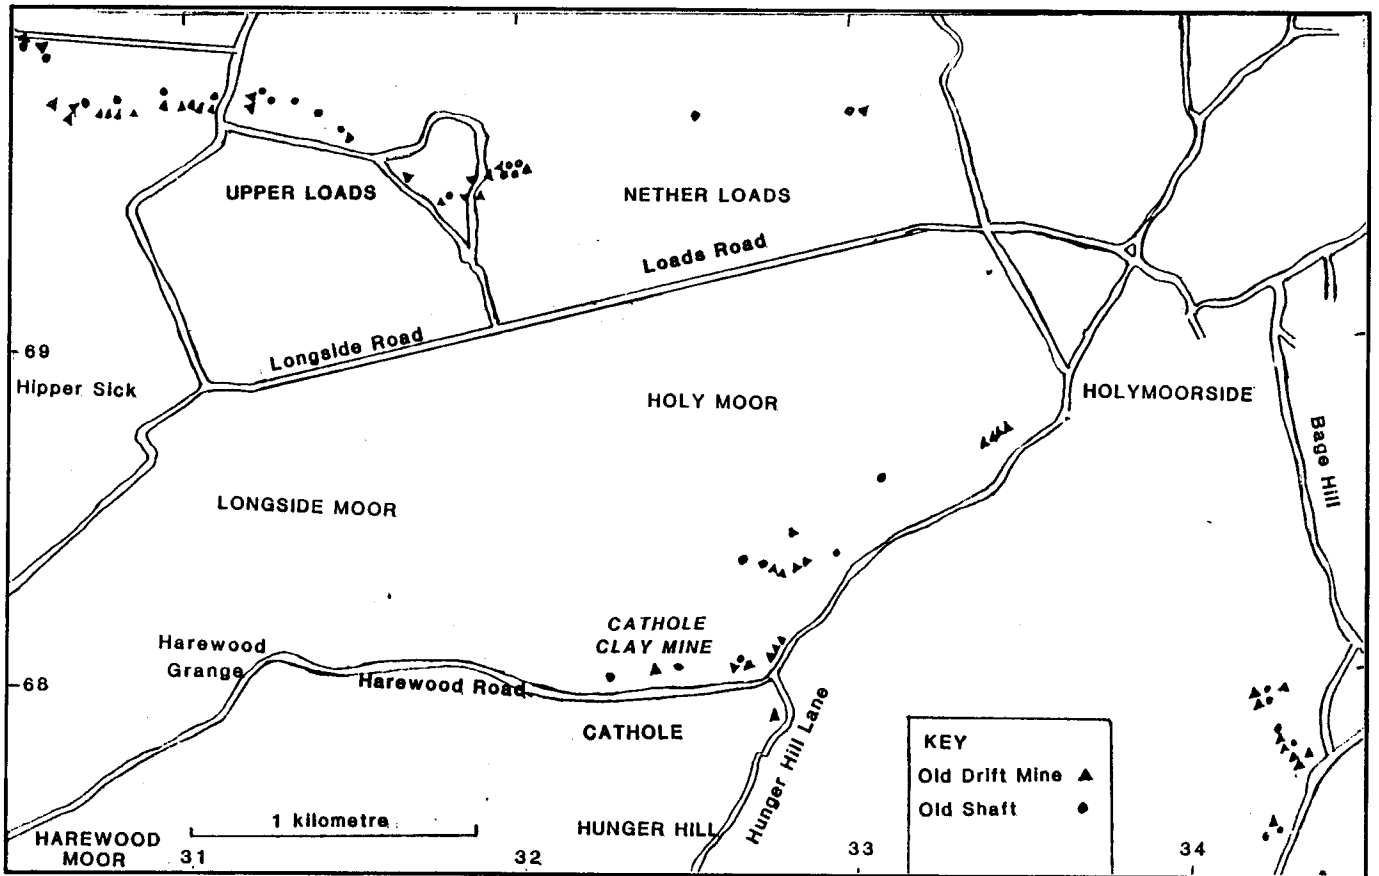 UPPER LOADS
NETHER LOADS
Loads Road
Longside Road
69
Hipper Sick
HOLY MOOR
HOLYMOORSIDE
Bage Hill
LONGSIDE MOOR
CATHOLE
CLAY MINE
Harewood
Grange
68
Harewood Road
CATHOLE
Hunger Hill Lane
KEY
Old Drift Mine
Old Shaft
1 kilometre
HUNGER HILL
HAREWOOD
MOOR
31
32
33
34